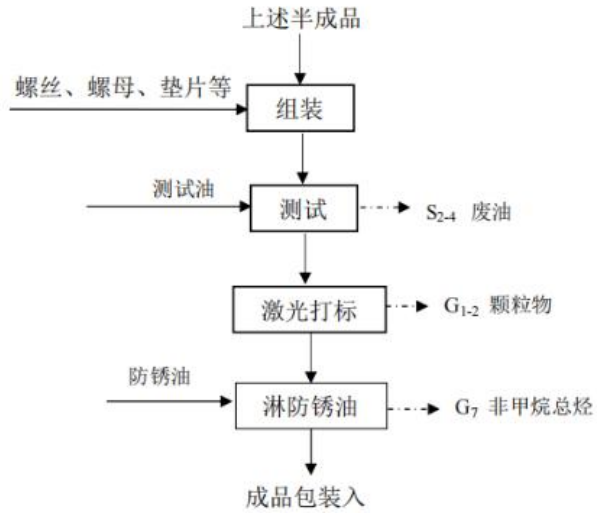 上述半成品
螺丝、螺母、垫片等
组装
测试油
测试
S2-4 废油
激光打标
G1-2 颗粒物
防锈油
淋防锈油
G7 非甲烷总烃
成品包装入